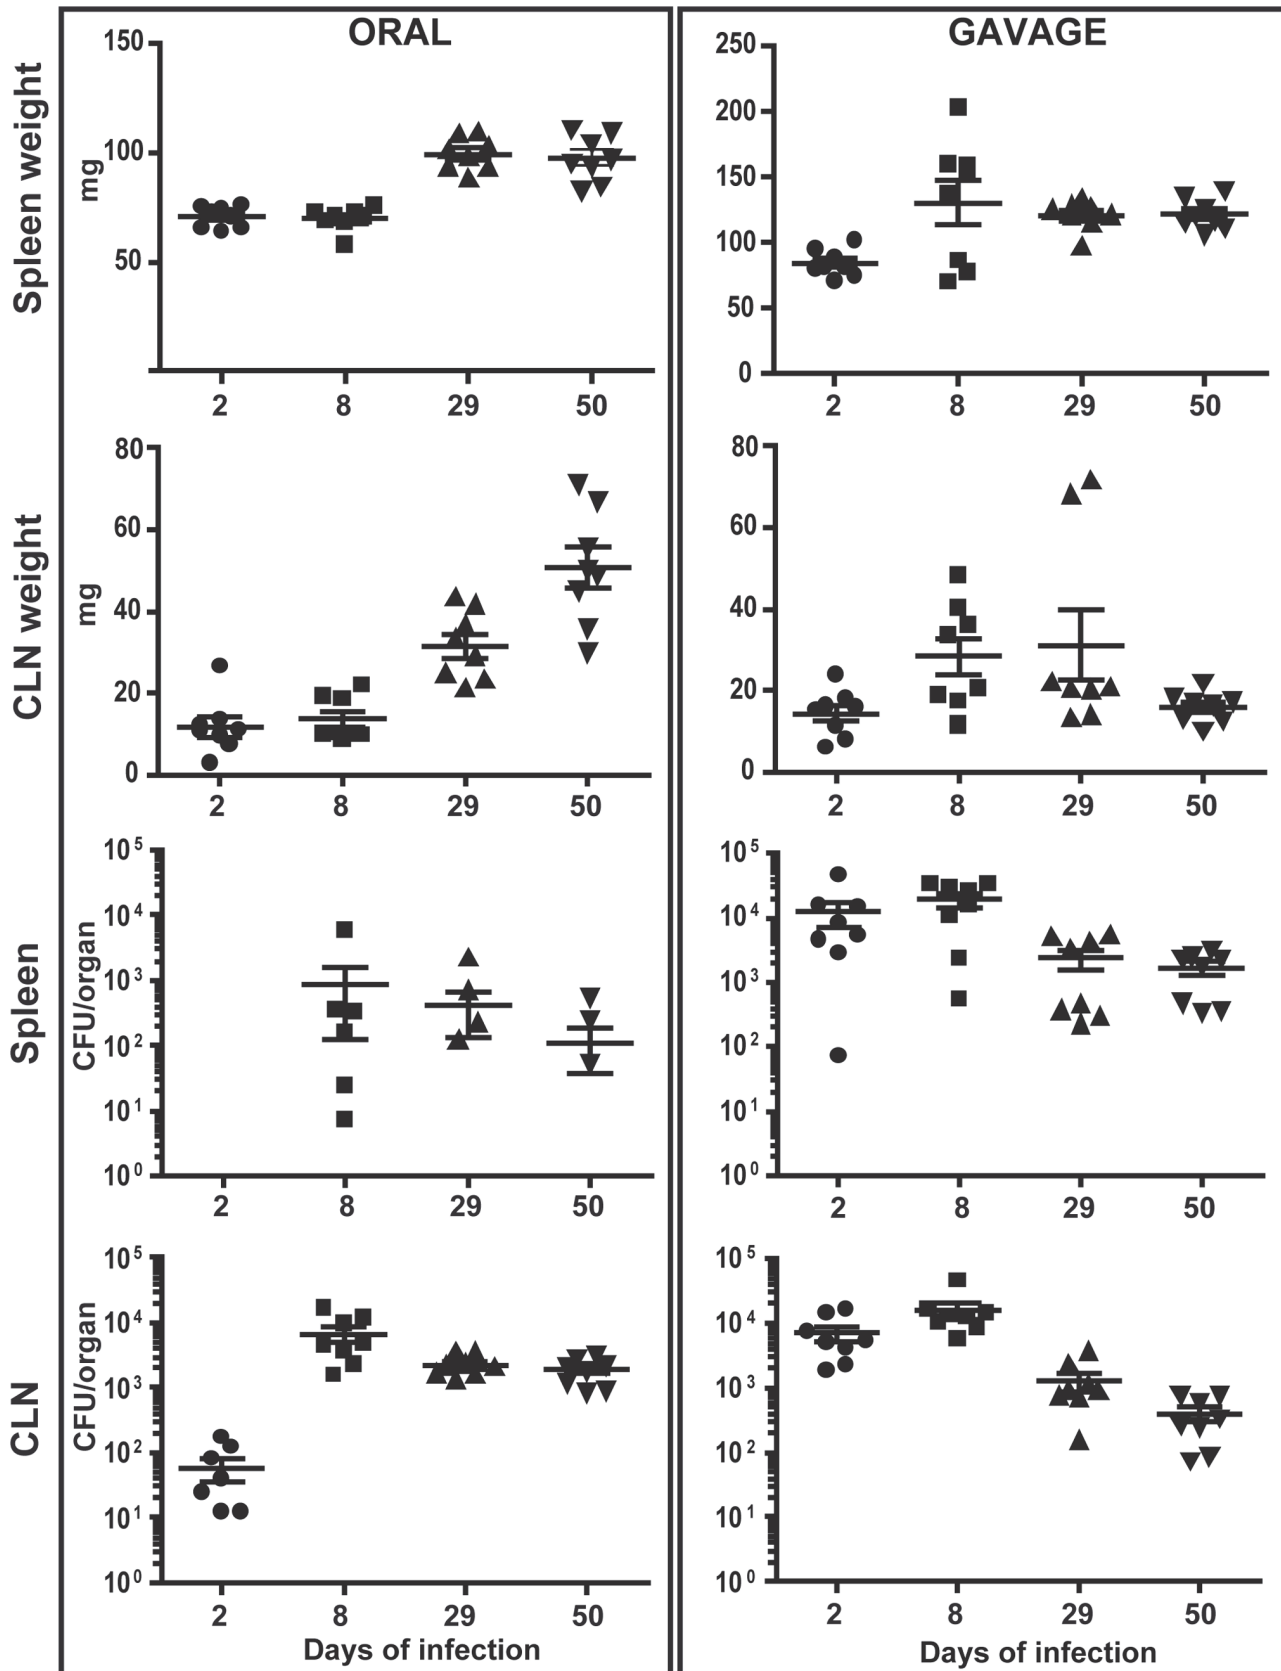 ORAL
GAVAGE
Spleen weight
mg
150
100
50
2 8 29 50
250
200
150
100
50
0
2 8 29 50
CLN weight
mg
80
60
40
20
0
2 8 29 50
80
60
40
20
0
2 8 29 50
Spleen
CFU/organ
10⁵
10⁴
10³
10²
10¹
10⁰
2 8 29 50
10⁵
10⁴
10³
10²
10¹
10⁰
2 8 29 50
CLN
CFU/organ
10⁵
10⁴
10³
10²
10¹
10⁰
2 8 29 50
Days of infection
10⁵
10⁴
10³
10²
10¹
10⁰
2 8 29 50
Days of infection